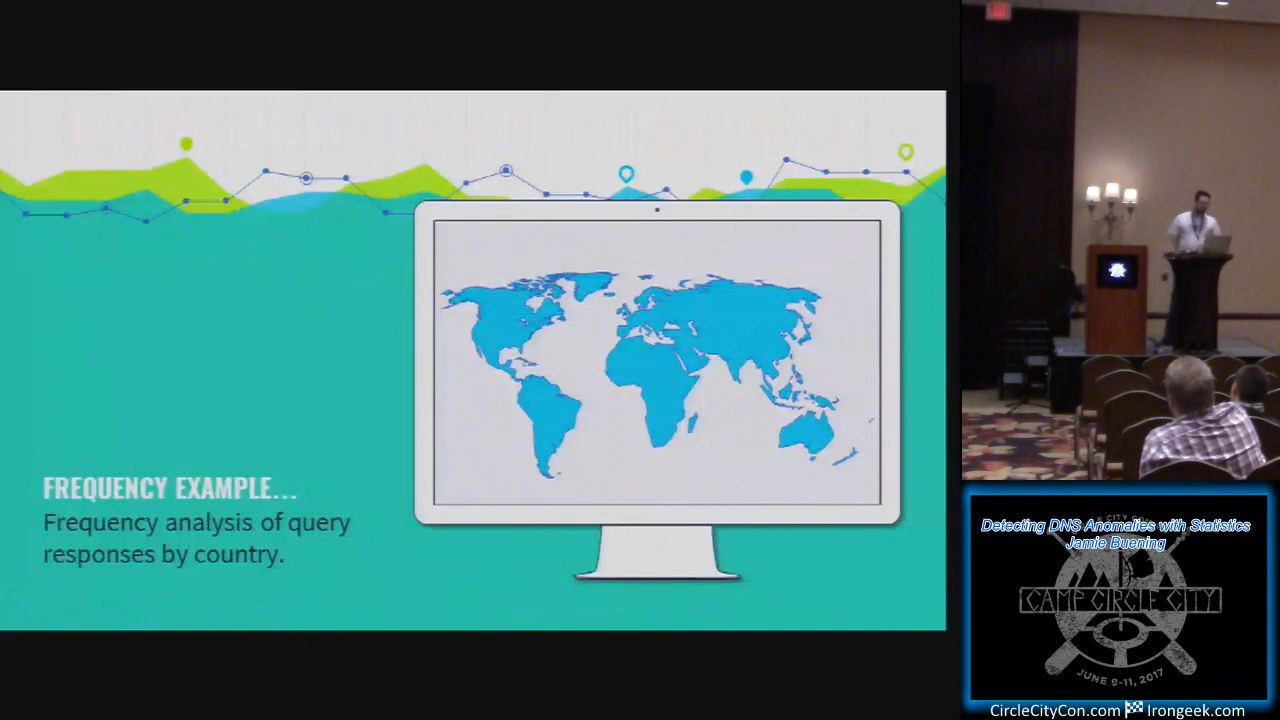 FREQUENCY EXAMPLE...
Frequency analysis of query
responses by country.
Detecting DNS Anomalies with Statistics
Jamie Buening
CAMP CIRCLE CITY
JUNE 9-11, 2017
CircleCityCon.com Irongeek.com